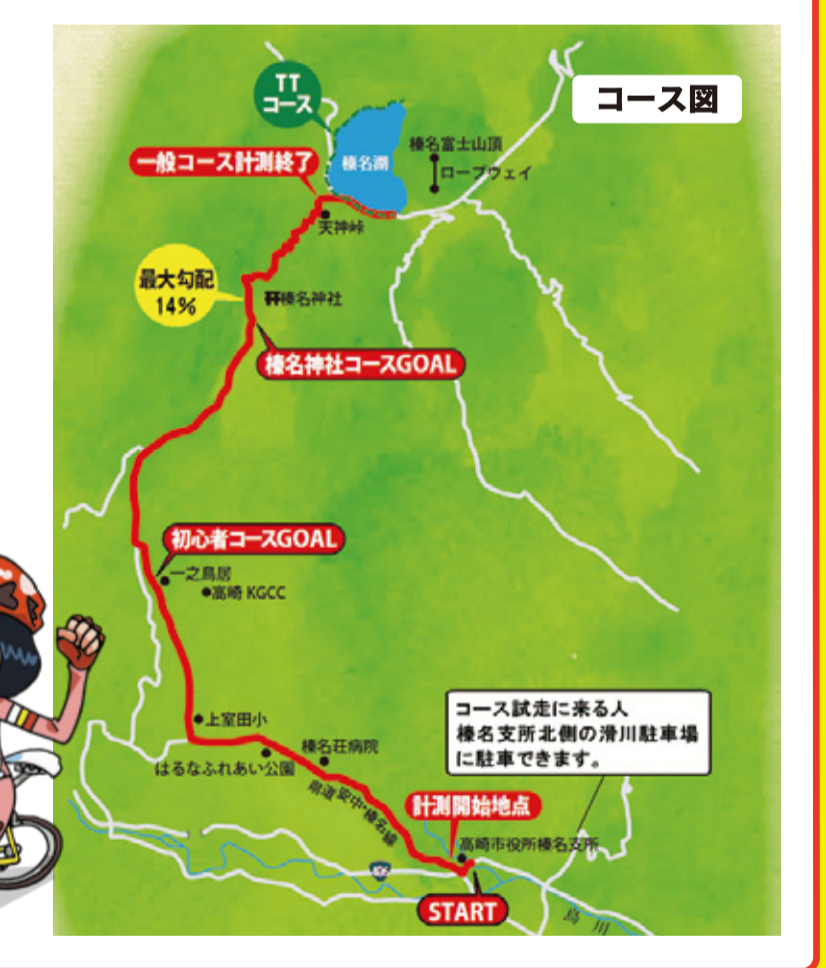 コース図
TT
コース
榛名富士山頂
一般コース計測終了
榛名湖
ロープウェイ
天神峠
最大勾配
14%
榛名神社
榛名神社コースGOAL
初心者コースGOAL
一之鳥居
高崎 KGCC
コース試走に来る人
榛名支所北側の滑川駐車場
に駐車できます。
上室田小
榛名荘病院
はるなふれあい公園
県道安中・榛名線
計測開始地点
高崎市役所榛名支所
406
START
烏川